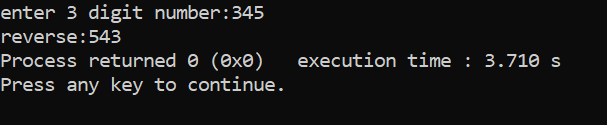 enter 3 digit number:345
reverse:543
Process returned 0 (0x0)   execution time : 3.710 s
Press any key to continue.